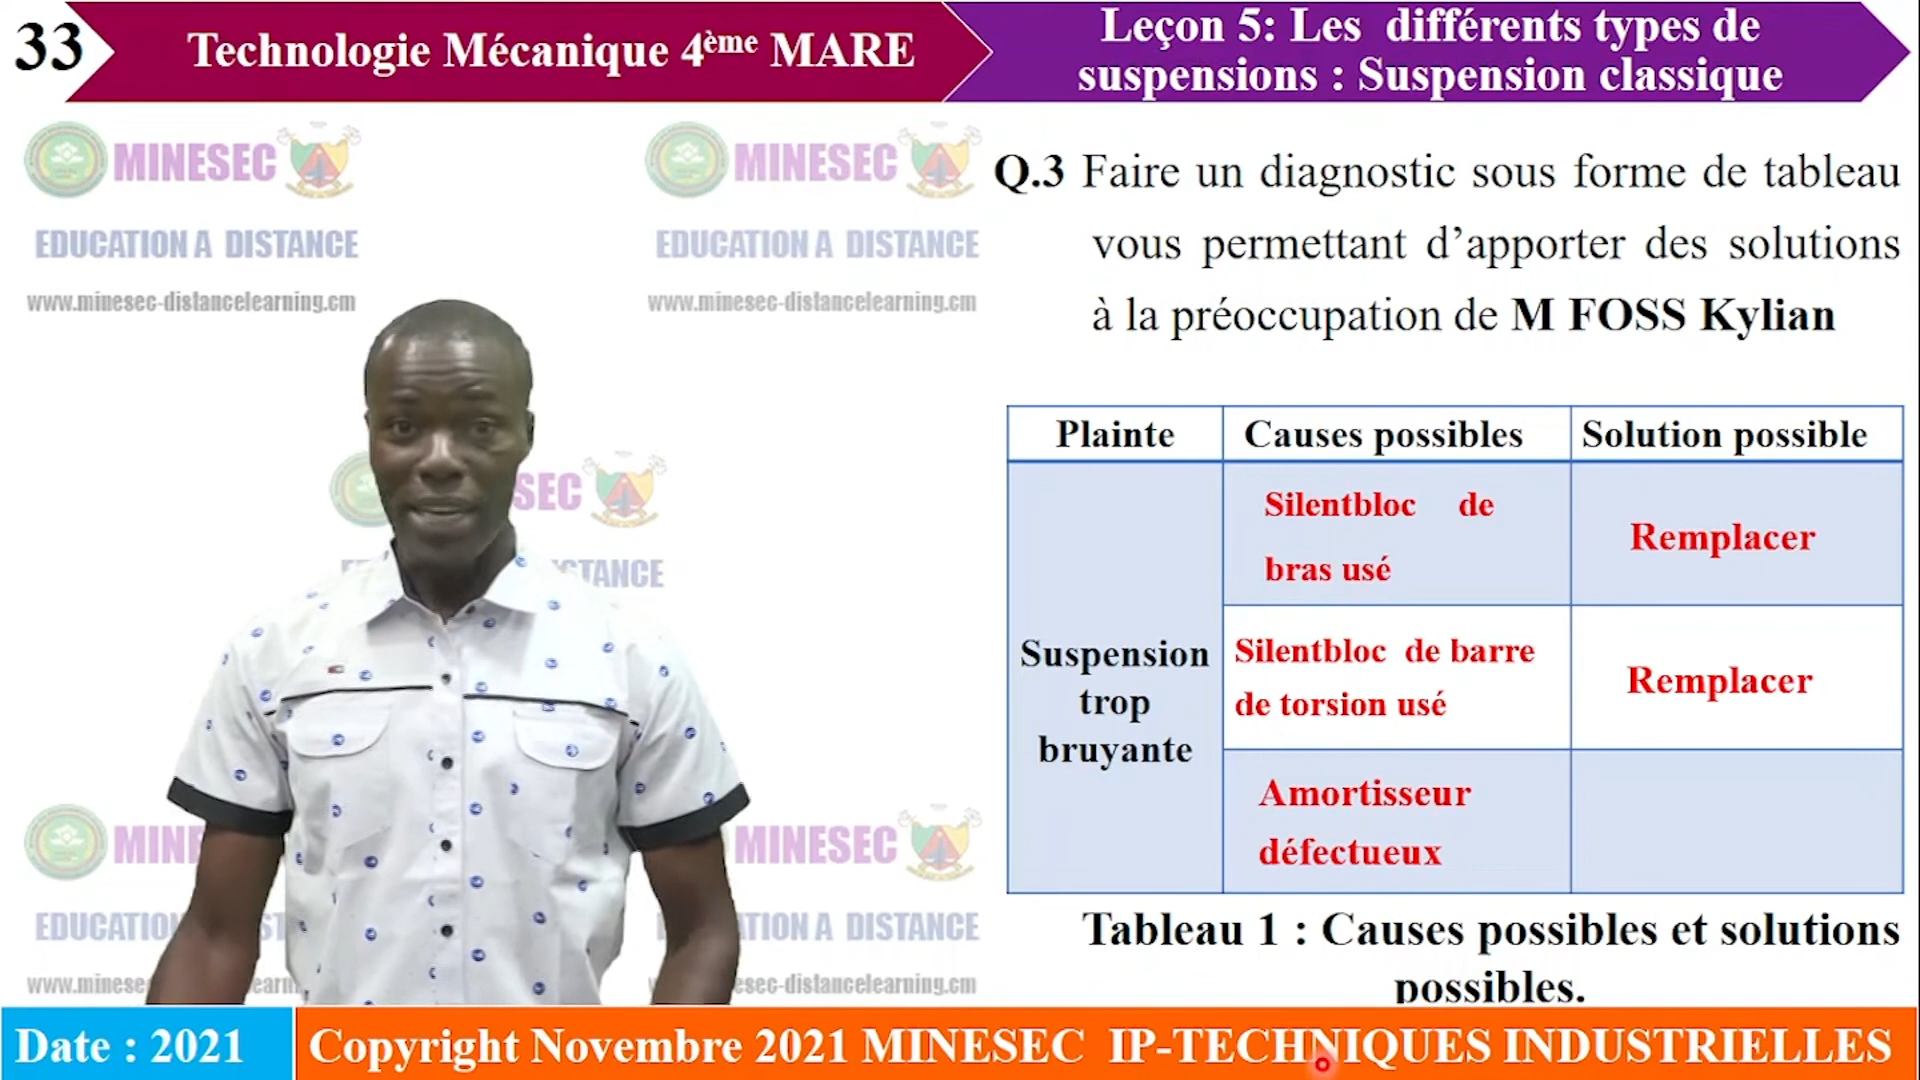 33
Technologie Mécanique 4ème MARE
Leçon 5: Les différents types de
suspensions : Suspension classique
MINESEC
EDUCATION A DISTANCE
www.minesec-distancelearning.cm
MINESEC
EDUCATION A DISTANCE
www.minesec-distancelearning.cm
Q.3 Faire un diagnostic sous forme de tableau
vous permettant d’apporter des solutions
à la préoccupation de M FOSS Kylian
Plainte
Causes possibles
Solution possible
Suspension
trop
bruyante
Silentbloc de
bras usé
Remplacer
Silentbloc de barre
de torsion usé
Remplacer
Amortisseur
défectueux
Tableau 1 : Causes possibles et solutions
possibles.
MINESEC
DISTANCE
Date : 2021
Copyright Novembre 2021 MINESEC IP-TECHNIQUES INDUSTRIELLES